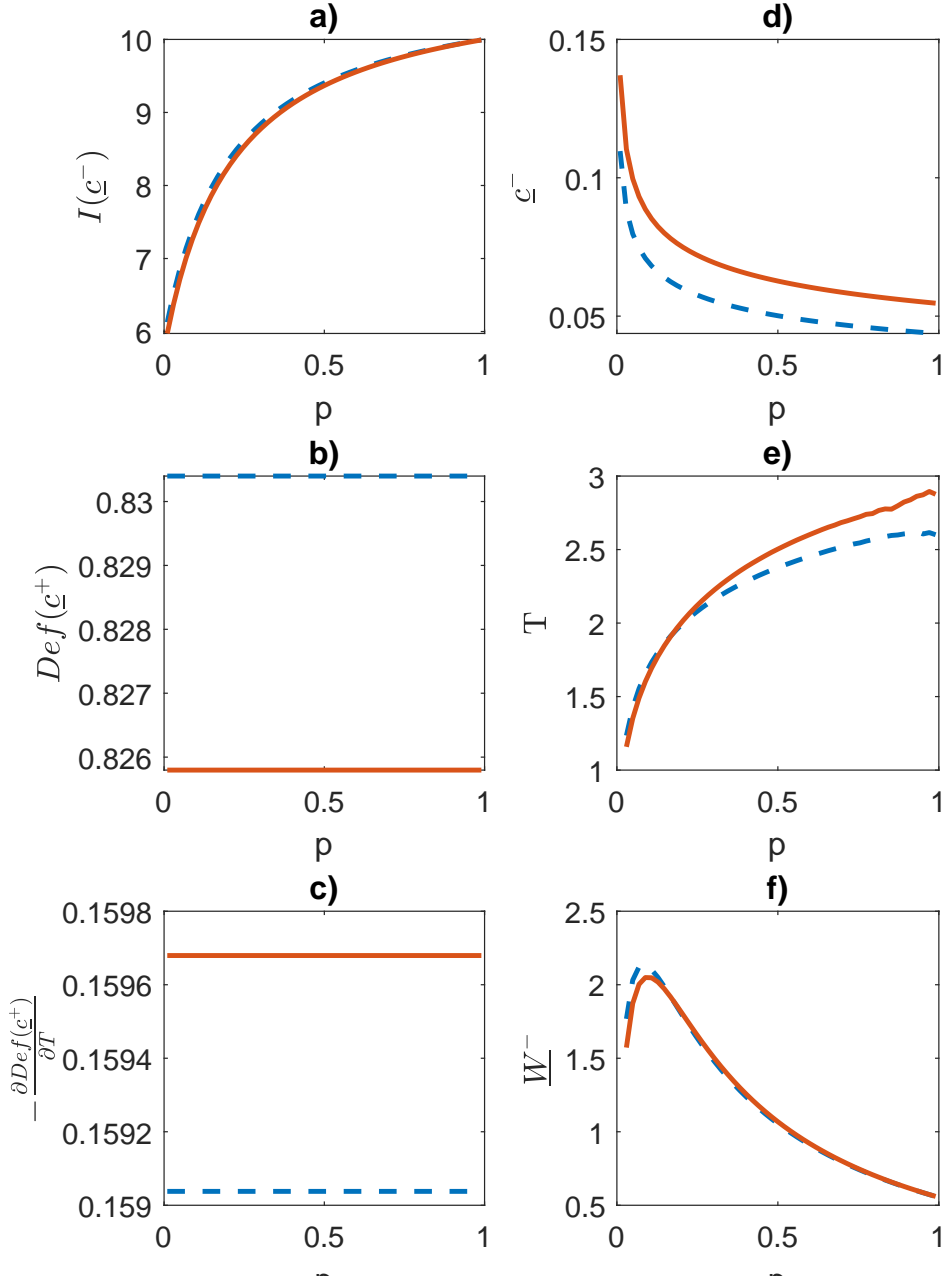 a)
10
9
8
7
6
I(c̲⁻)
0 0.5 1
p
d)
0.15
0.1
0.05
c̲⁻
0 0.5 1
p
b)
0.83
0.829
0.828
0.827
0.826
Def(c̲⁺)
0 0.5 1
p
e)
3
2.5
2
1.5
1
T
0 0.5 1
p
c)
0.1598
0.1596
0.1594
0.1592
0.159
−∂Def(c̲⁺)/∂T
0 0.5 1
p
f)
2.5
2
1.5
1
0.5
W̲⁻
0 0.5 1
p